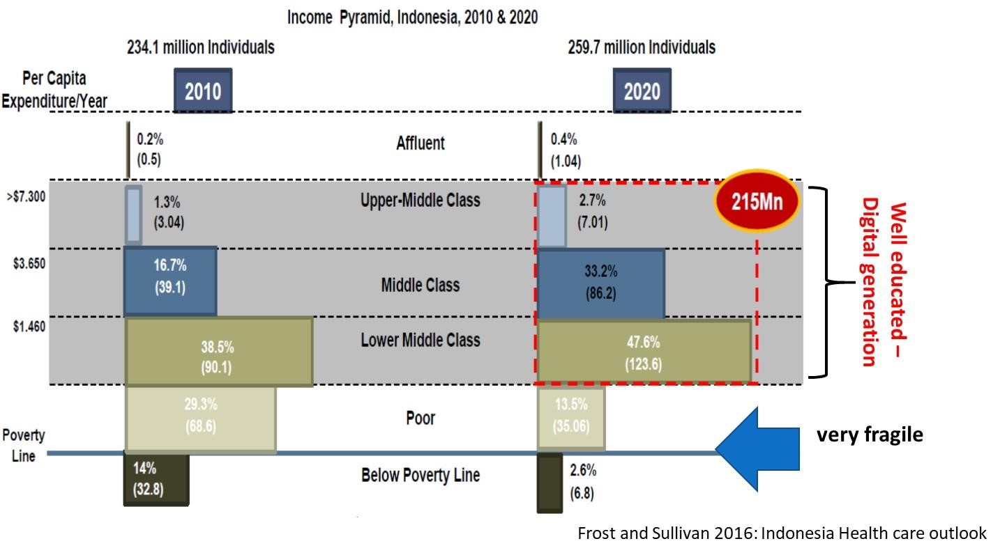 Income Pyramid, Indonesia, 2010 & 2020
234.1 million Individuals
259.7 million Individuals
Per Capita
Expenditure/Year
2010
2020
0.2%
(0.5)
Affluent
0.4%
(1.04)
>$7.300
1.3%
(3.04)
Upper-Middle Class
2.7%
(7.01)
215Mn
$3.650
16.7%
(39.1)
Middle Class
33.2%
(86.2)
$1.460
38.5%
(90.1)
Lower Middle Class
47.6%
(123.6)
Well educated –
Digital generation
29.3%
(68.6)
Poor
13.5%
(35.06)
very fragile
Poverty
Line
14%
(32.8)
Below Poverty Line
2.6%
(6.8)
Frost and Sullivan 2016: Indonesia Health care outlook